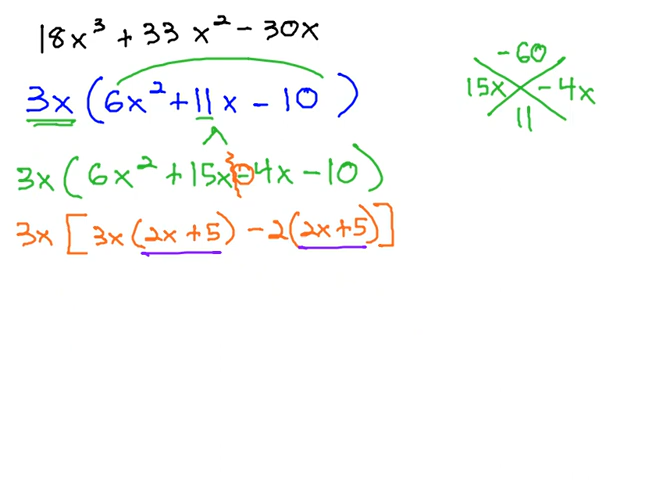 18x³ + 33x² - 30x
3x(6x² + 11x - 10)
3x(6x² + 15x - 4x - 10)
3x[3x(2x + 5) - 2(2x + 5)]
-60
15x -4x
11